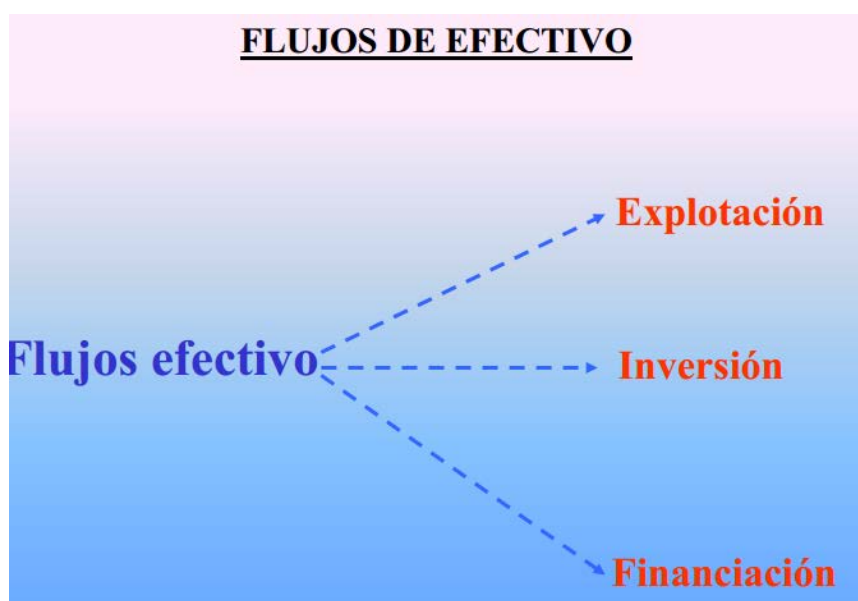 FLUJOS DE EFECTIVO
Explotación
Flujos efectivo
Inversión
Financiación